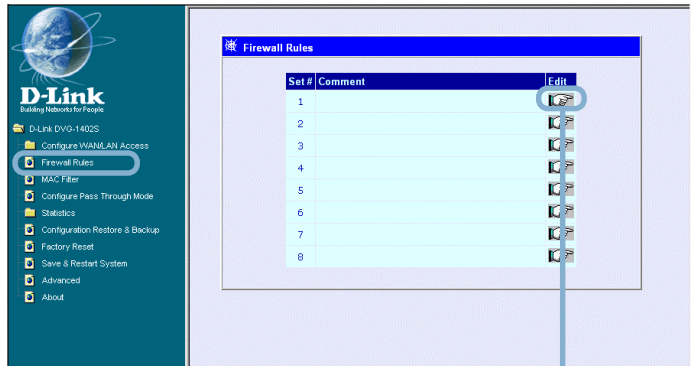 D-Link
Building Networks for People
D-Link DVG-1402S
Configure WAN/LAN Access
Firewall Rules
MAC Filter
Configure Pass Through Mode
Statistics
Configuration Restore & Backup
Factory Reset
Save & Restart System
Advanced
About
Firewall Rules
Set # Comment Edit
1
2
3
4
5
6
7
8